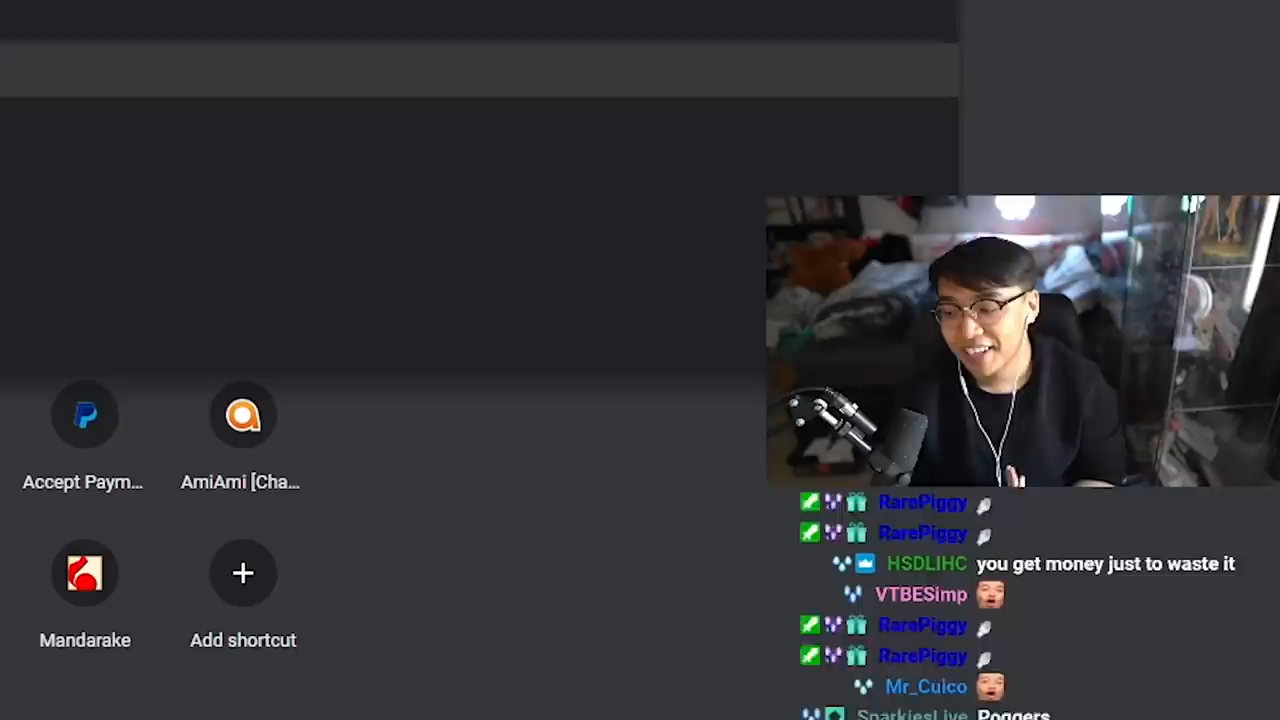 Accept Paym...
AmiAmi [Cha...
Mandarake
Add shortcut
RarePiggy
RarePiggy
HSDLIHC you get money just to waste it
VTBESimp
RarePiggy
RarePiggy
Mr_Cuico
SparkiesLive Poggers